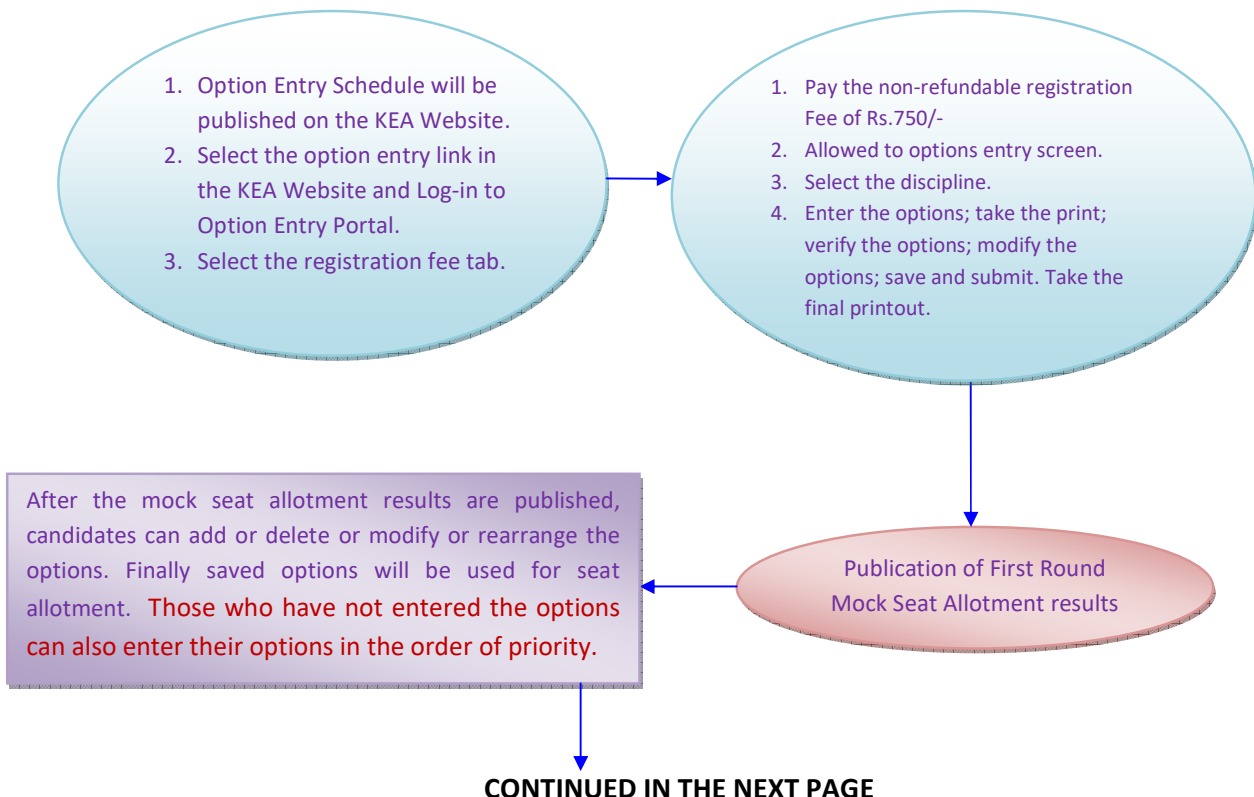 1. Option Entry Schedule will be
published on the KEA Website.
2. Select the option entry link in
the KEA Website and Log-in to
Option Entry Portal.
3. Select the registration fee tab.
1. Pay the non-refundable registration
Fee of Rs.750/-
2. Allowed to options entry screen.
3. Select the discipline.
4. Enter the options; take the print;
verify the options; modify the
options; save and submit. Take the
final printout.
Publication of First Round
Mock Seat Allotment results
After the mock seat allotment results are published,
candidates can add or delete or modify or rearrange the
options. Finally saved options will be used for seat
allotment. Those who have not entered the options
can also enter their options in the order of priority.
CONTINUED IN THE NEXT PAGE